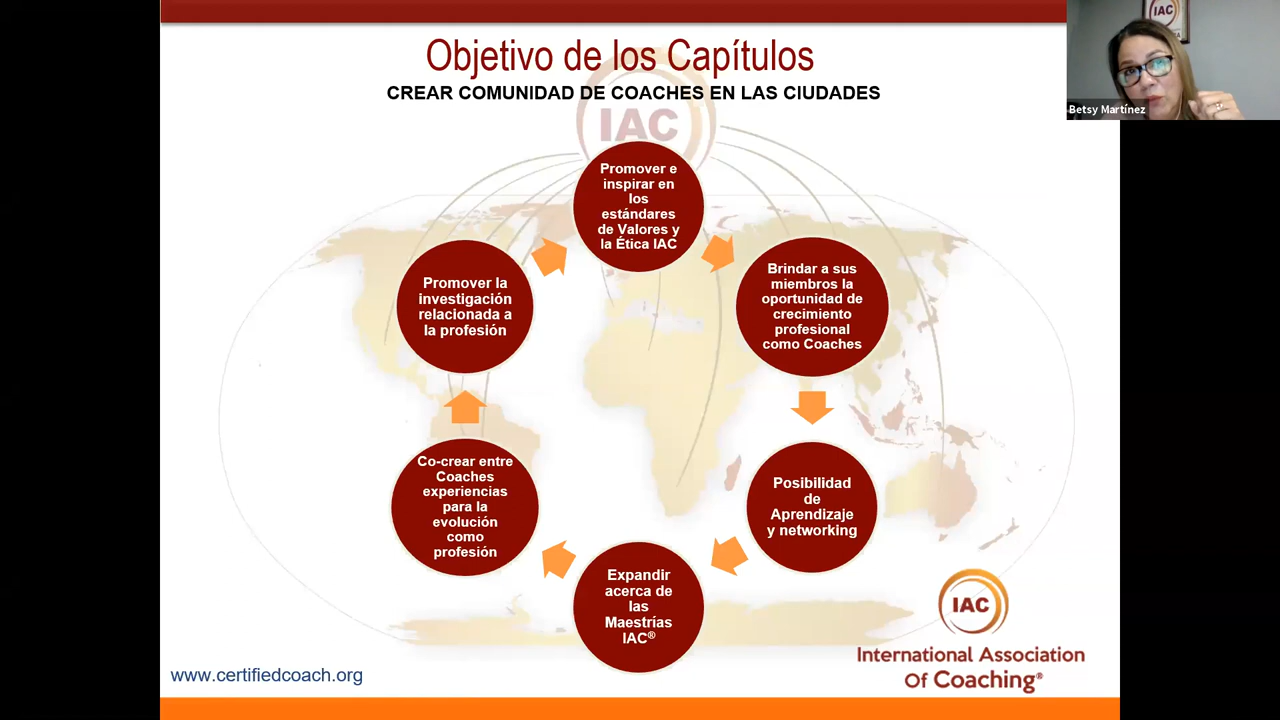 Objetivo de los Capítulos
CREAR COMUNIDAD DE COACHES EN LAS CIUDADES
IAC
Promover e
inspirar en
los
estándares
de Valores y
la Ética IAC
Brindar a sus
miembros la
oportunidad de
crecimiento
profesional
como Coaches
Posibilidad
de
Aprendizaje
y networking
Expandir
acerca de
las
Maestrías
IAC®
Co-crear entre
Coaches
experiencias
para la
evolución
como
profesión
Promover la
investigación
relacionada a
la profesión
www.certifiedcoach.org
IAC
International Association
Of Coaching®
IAC
Betsy Martínez